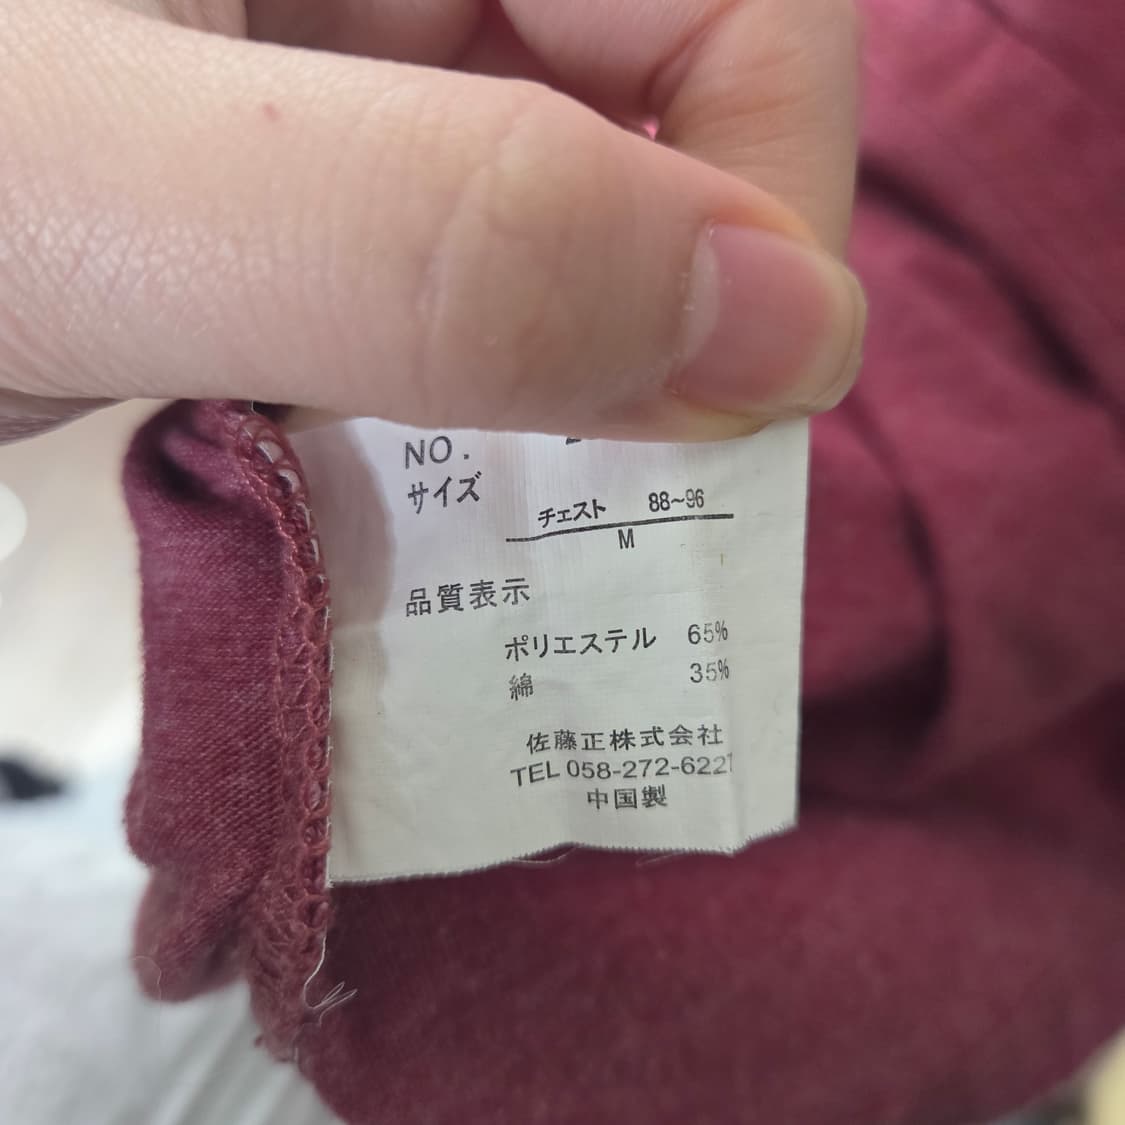 NO.
サイズ
チェスト 88~96
M
品質表示
ポリエステル 65%
綿 35%
佐藤正株式会社
TEL 058-272-6221
中国製